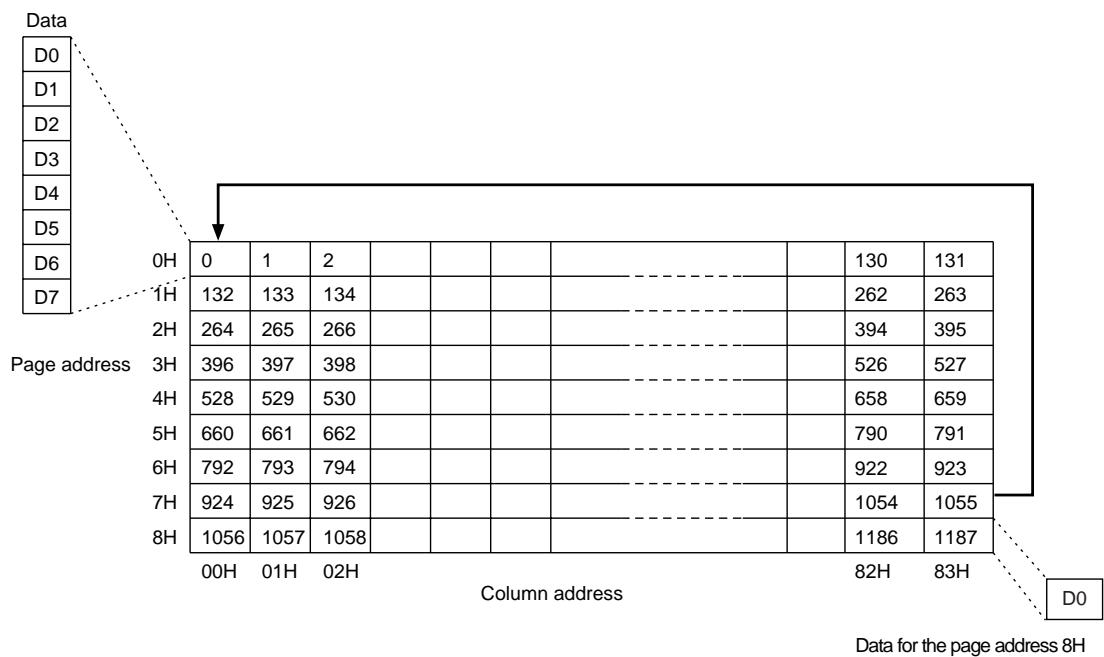 Data
D0
D1
D2
D3
D4
D5
D6
D7
0H 0 1 2 130 131
1H 132 133 134 262 263
2H 264 265 266 394 395
Page address 3H 396 397 398 526 527
4H 528 529 530 658 659
5H 660 661 662 790 791
6H 792 793 794 922 923
7H 924 925 926 1054 1055
8H 1056 1057 1058 1186 1187
00H 01H 02H 82H 83H
Column address
D0
Data for the page address 8H